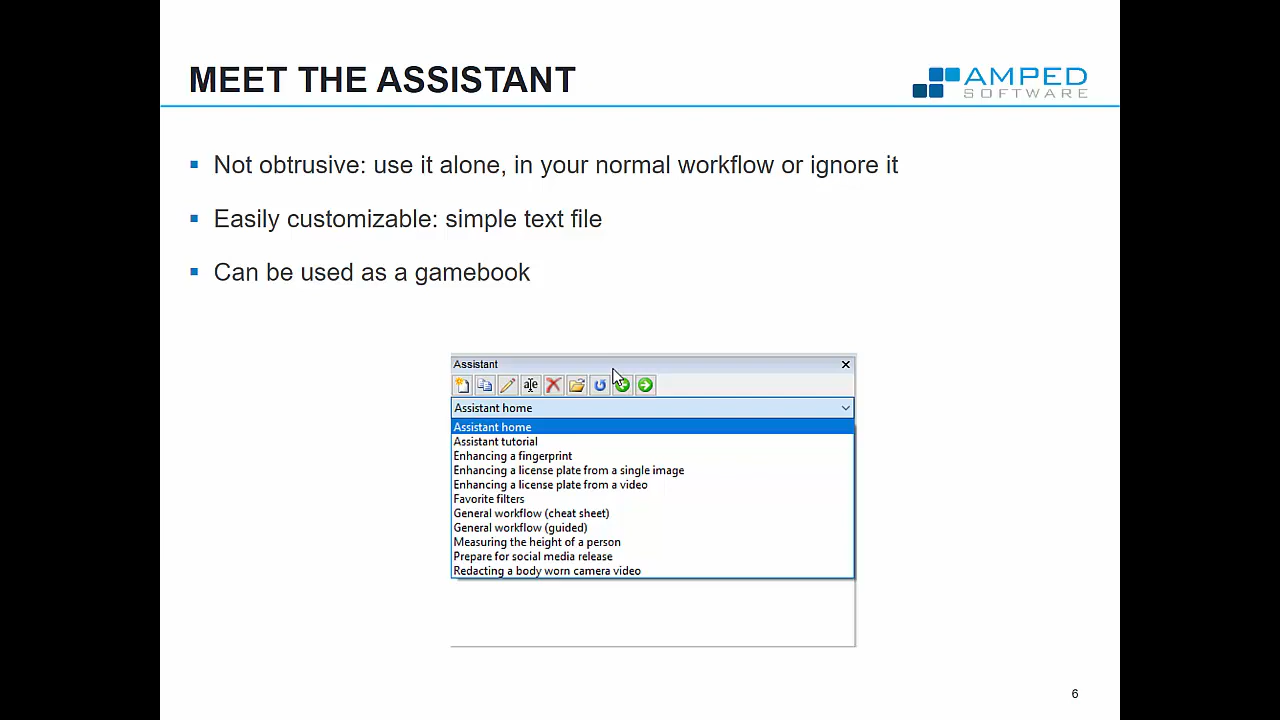 MEET THE ASSISTANT
AMPED
SOFTWARE
Not obtrusive: use it alone, in your normal workflow or ignore it
Easily customizable: simple text file
Can be used as a gamebook
Assistant
aIe
Assistant home
Assistant home
Assistant tutorial
Enhancing a fingerprint
Enhancing a license plate from a single image
Enhancing a license plate from a video
Favorite filters
General workflow (cheat sheet)
General workflow (guided)
Measuring the height of a person
Prepare for social media release
Redacting a body worn camera video
6